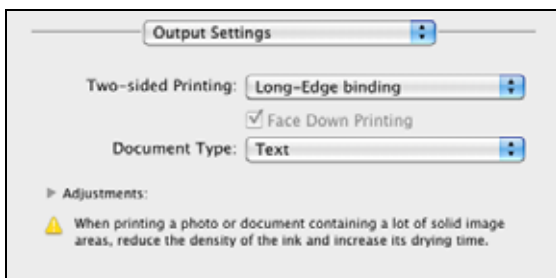 Output Settings
Two-sided Printing: Long-Edge binding
Face Down Printing
Document Type: Text
Adjustments:
When printing a photo or document containing a lot of solid image
areas, reduce the density of the ink and increase its drying time.